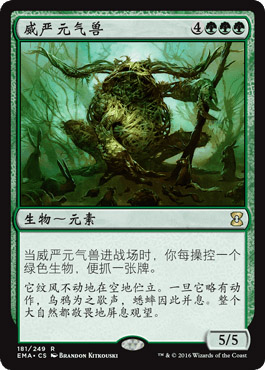 威严元气兽 4
生物～元素
当威严元气兽进战场时，你每操控一个
绿色生物，便抓一张牌。
它纹风不动地在空地伫立。一旦它略有动
作，乌鸦为之歇声，蟋蟀因此并息。整个
大自然都敬畏地屏息观望。
5/5
181/249 R
EMA • CS BRANDON KITKOUSKI
™ & © 2016 Wizards of the Coast